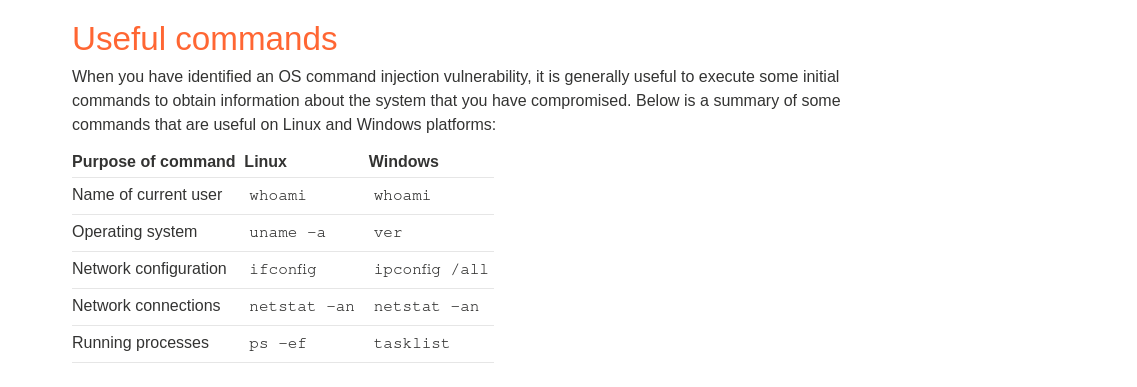 Useful commands
When you have identified an OS command injection vulnerability, it is generally useful to execute some initial
commands to obtain information about the system that you have compromised. Below is a summary of some
commands that are useful on Linux and Windows platforms:
Purpose of command Linux Windows
Name of current user whoami whoami
Operating system uname -a ver
Network configuration ifconfig ipconfig /all
Network connections netstat -an netstat -an
Running processes ps -ef tasklist